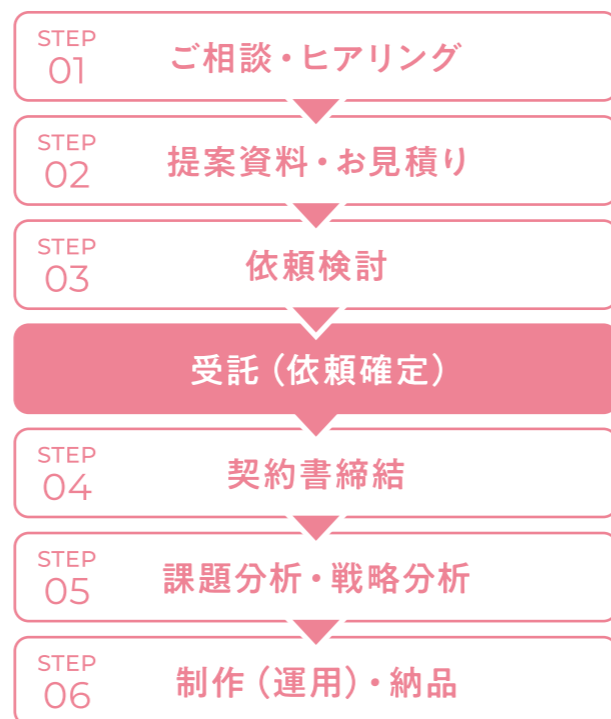 STEP
01
ご相談・ヒアリング
STEP
02
提案資料・お見積り
STEP
03
依頼検討
受託（依頼確定）
STEP
04
契約書締結
STEP
05
課題分析・戦略分析
STEP
06
制作（運用）・納品